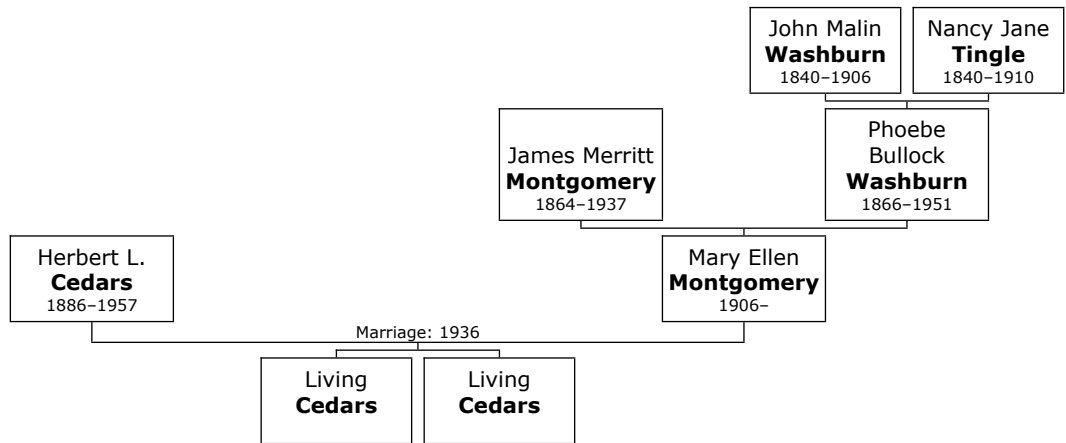 John Malin
Washburn
1840–1906
Nancy Jane
Tingle
1840–1910
James Merritt
Montgomery
1864–1937
Phoebe
Bullock
Washburn
1866–1951
Herbert L.
Cedars
1886–1957
Mary Ellen
Montgomery
1906–
Marriage: 1936
Living
Cedars
Living
Cedars